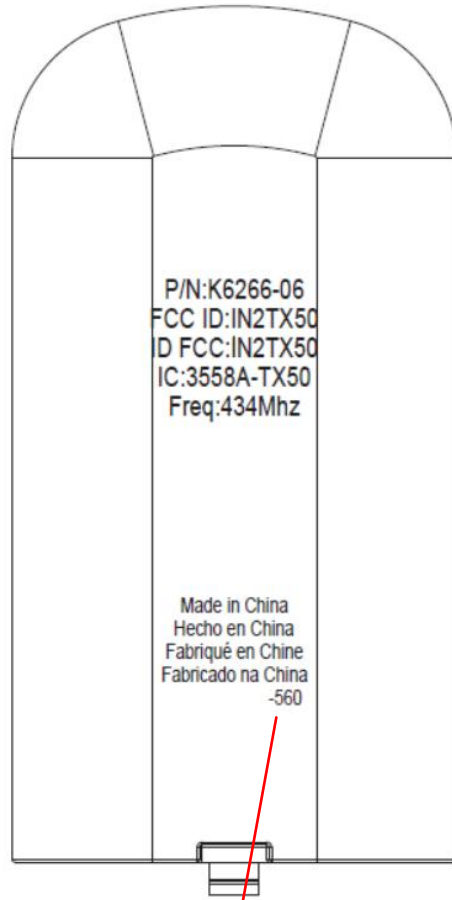 P/N:K6266-06
FCC ID:IN2TX50
ID FCC:IN2TX50
IC:3558A-TX50
Freq:434Mhz
Made in China
Hecho en China
Fabriqué en Chine
Fabricado na China
-560